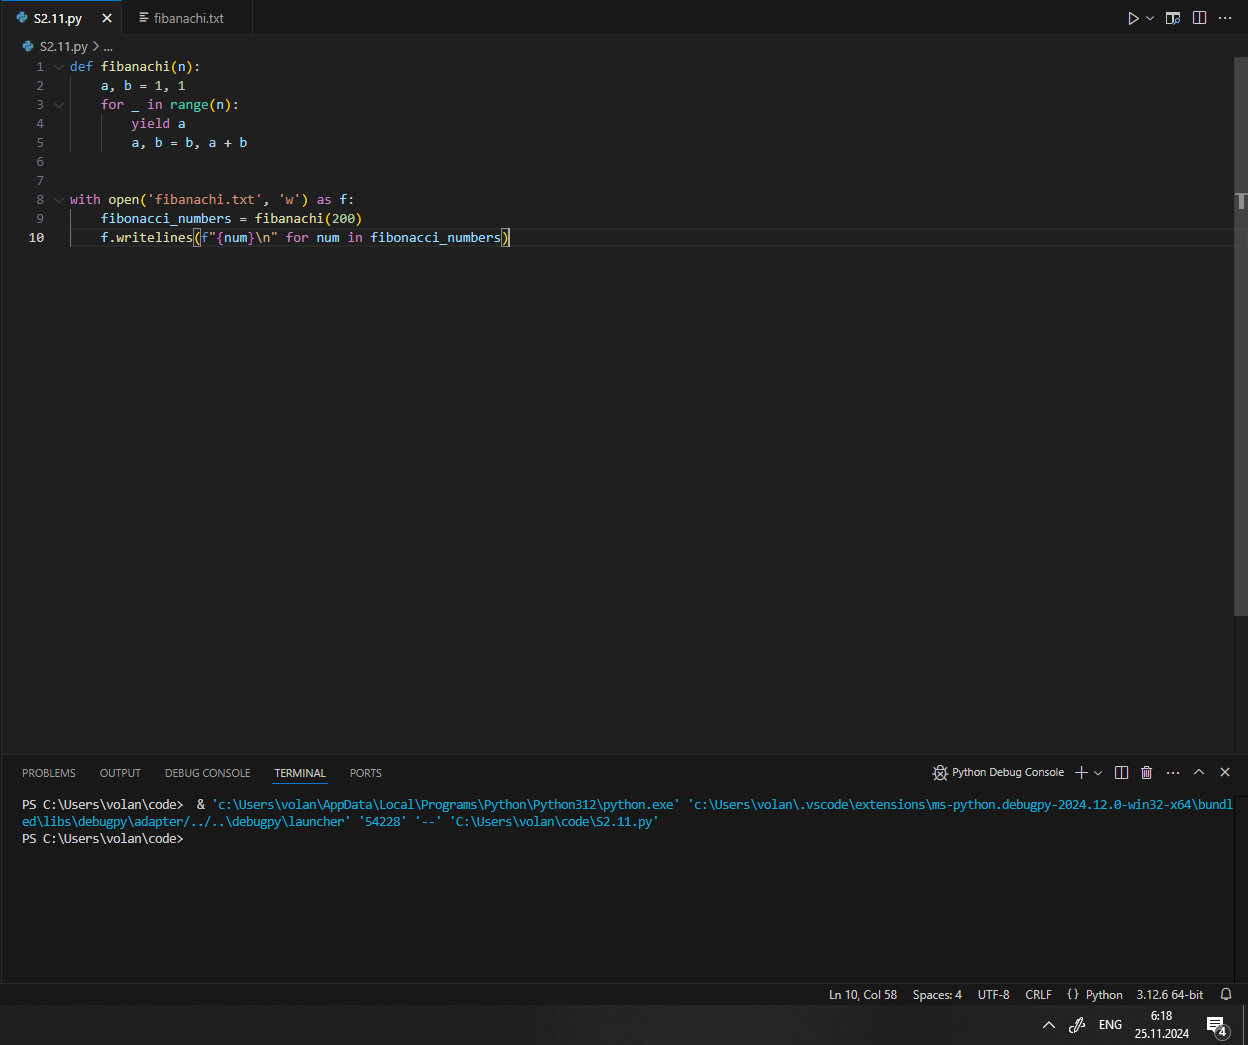 S2.11.py
fibanachi.txt
S2.11.py > ...
1 def fibanachi(n):
2     a, b = 1, 1
3     for _ in range(n):
4         yield a
5         a, b = b, a + b
6
7
8 with open('fibanachi.txt', 'w') as f:
9     fibonacci_numbers = fibanachi(200)
10     f.writelines(f"{num}\n" for num in fibonacci_numbers)
PROBLEMS OUTPUT DEBUG CONSOLE TERMINAL PORTS
Python Debug Console
PS C:\Users\volan\code>  & 'c:\Users\volan\AppData\Local\Programs\Python\Python312\python.exe' 'c:\Users\volan\.vscode\extensions\ms-python.debugpy-2024.12.0-win32-x64\bundl
ed\libs\debugpy\adapter/../..\debugpy\launcher' '54228' '--' 'C:\Users\volan\code\S2.11.py'
PS C:\Users\volan\code>
Ln 10, Col 58 Spaces: 4 UTF-8 CRLF {} Python 3.12.6 64-bit
ENG
6:18
25.11.2024
4